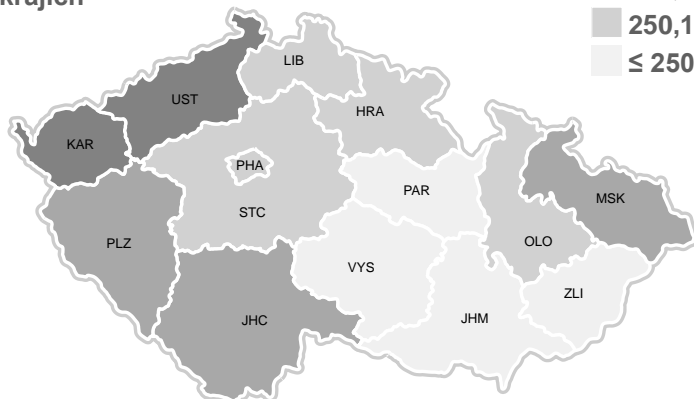 krajích
250,1
≤ 250
LIB
UST
HRA
KAR
PHA
PAR
MSK
STC
PLZ
OLO
VYS
ZLI
JHC
JHM